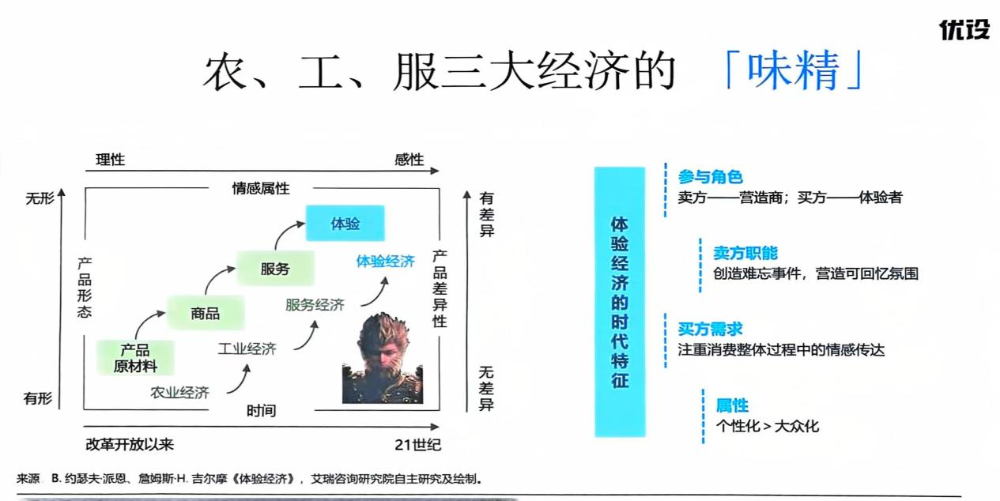 优设
农、工、服三大经济的「味精」
理性
感性
情感属性
无形
有形
产品形态
体验
服务
商品
产品
原材料
体验经济
服务经济
工业经济
农业经济
产品差异性
有差异
无差异
时间
改革开放以来
21世纪
体验经济的时代特征
参与角色
卖方——营造商；买方——体验者
卖方职能
创造难忘事件，营造可回忆氛围
买方需求
注重消费整体过程中的情感传达
属性
个性化＞大众化
来源 B. 约瑟夫·派恩、詹姆斯·H. 吉尔摩《体验经济》，艾瑞咨询研究院自主研究及绘制。